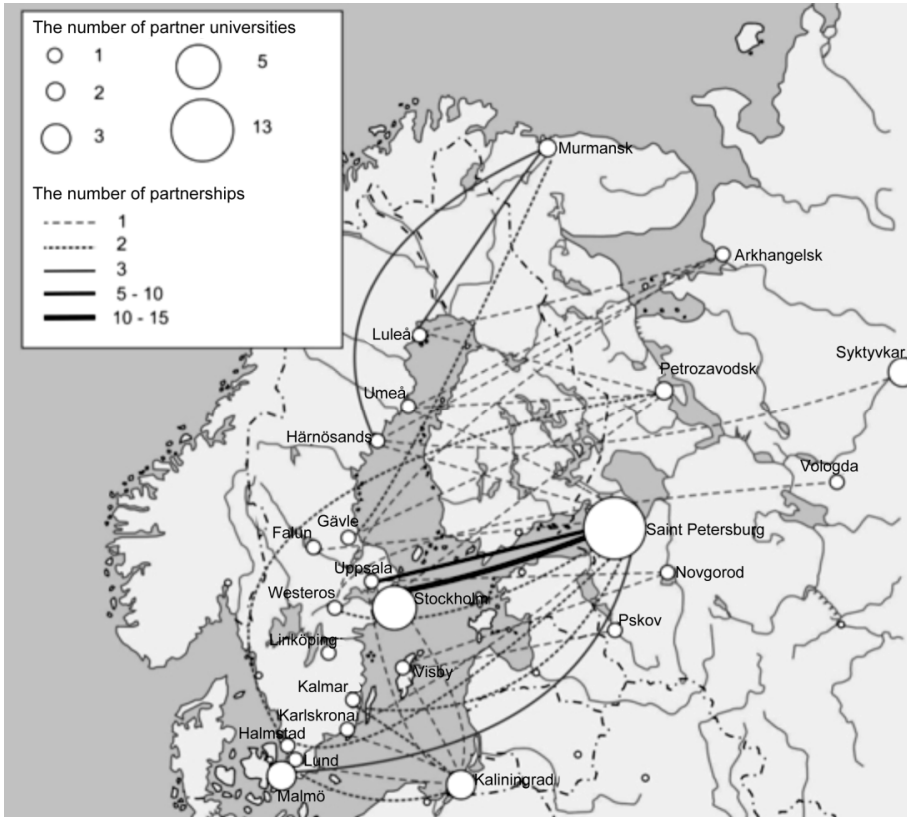 The number of partner universities
1
5
2
3
13
The number of partnerships
1
2
3
5 - 10
10 - 15
Murmansk
Arkhangelsk
Luleå
Syktyvkar
Petrozavodsk
Umeå
Härnösands
Vologda
Gävle
Falun
Saint Petersburg
Uppsala
Novgorod
Westeros
Stockholm
Pskov
Linköping
Visby
Kalmar
Karlskrona
Halmstad
Lund
Kaliningrad
Malmö